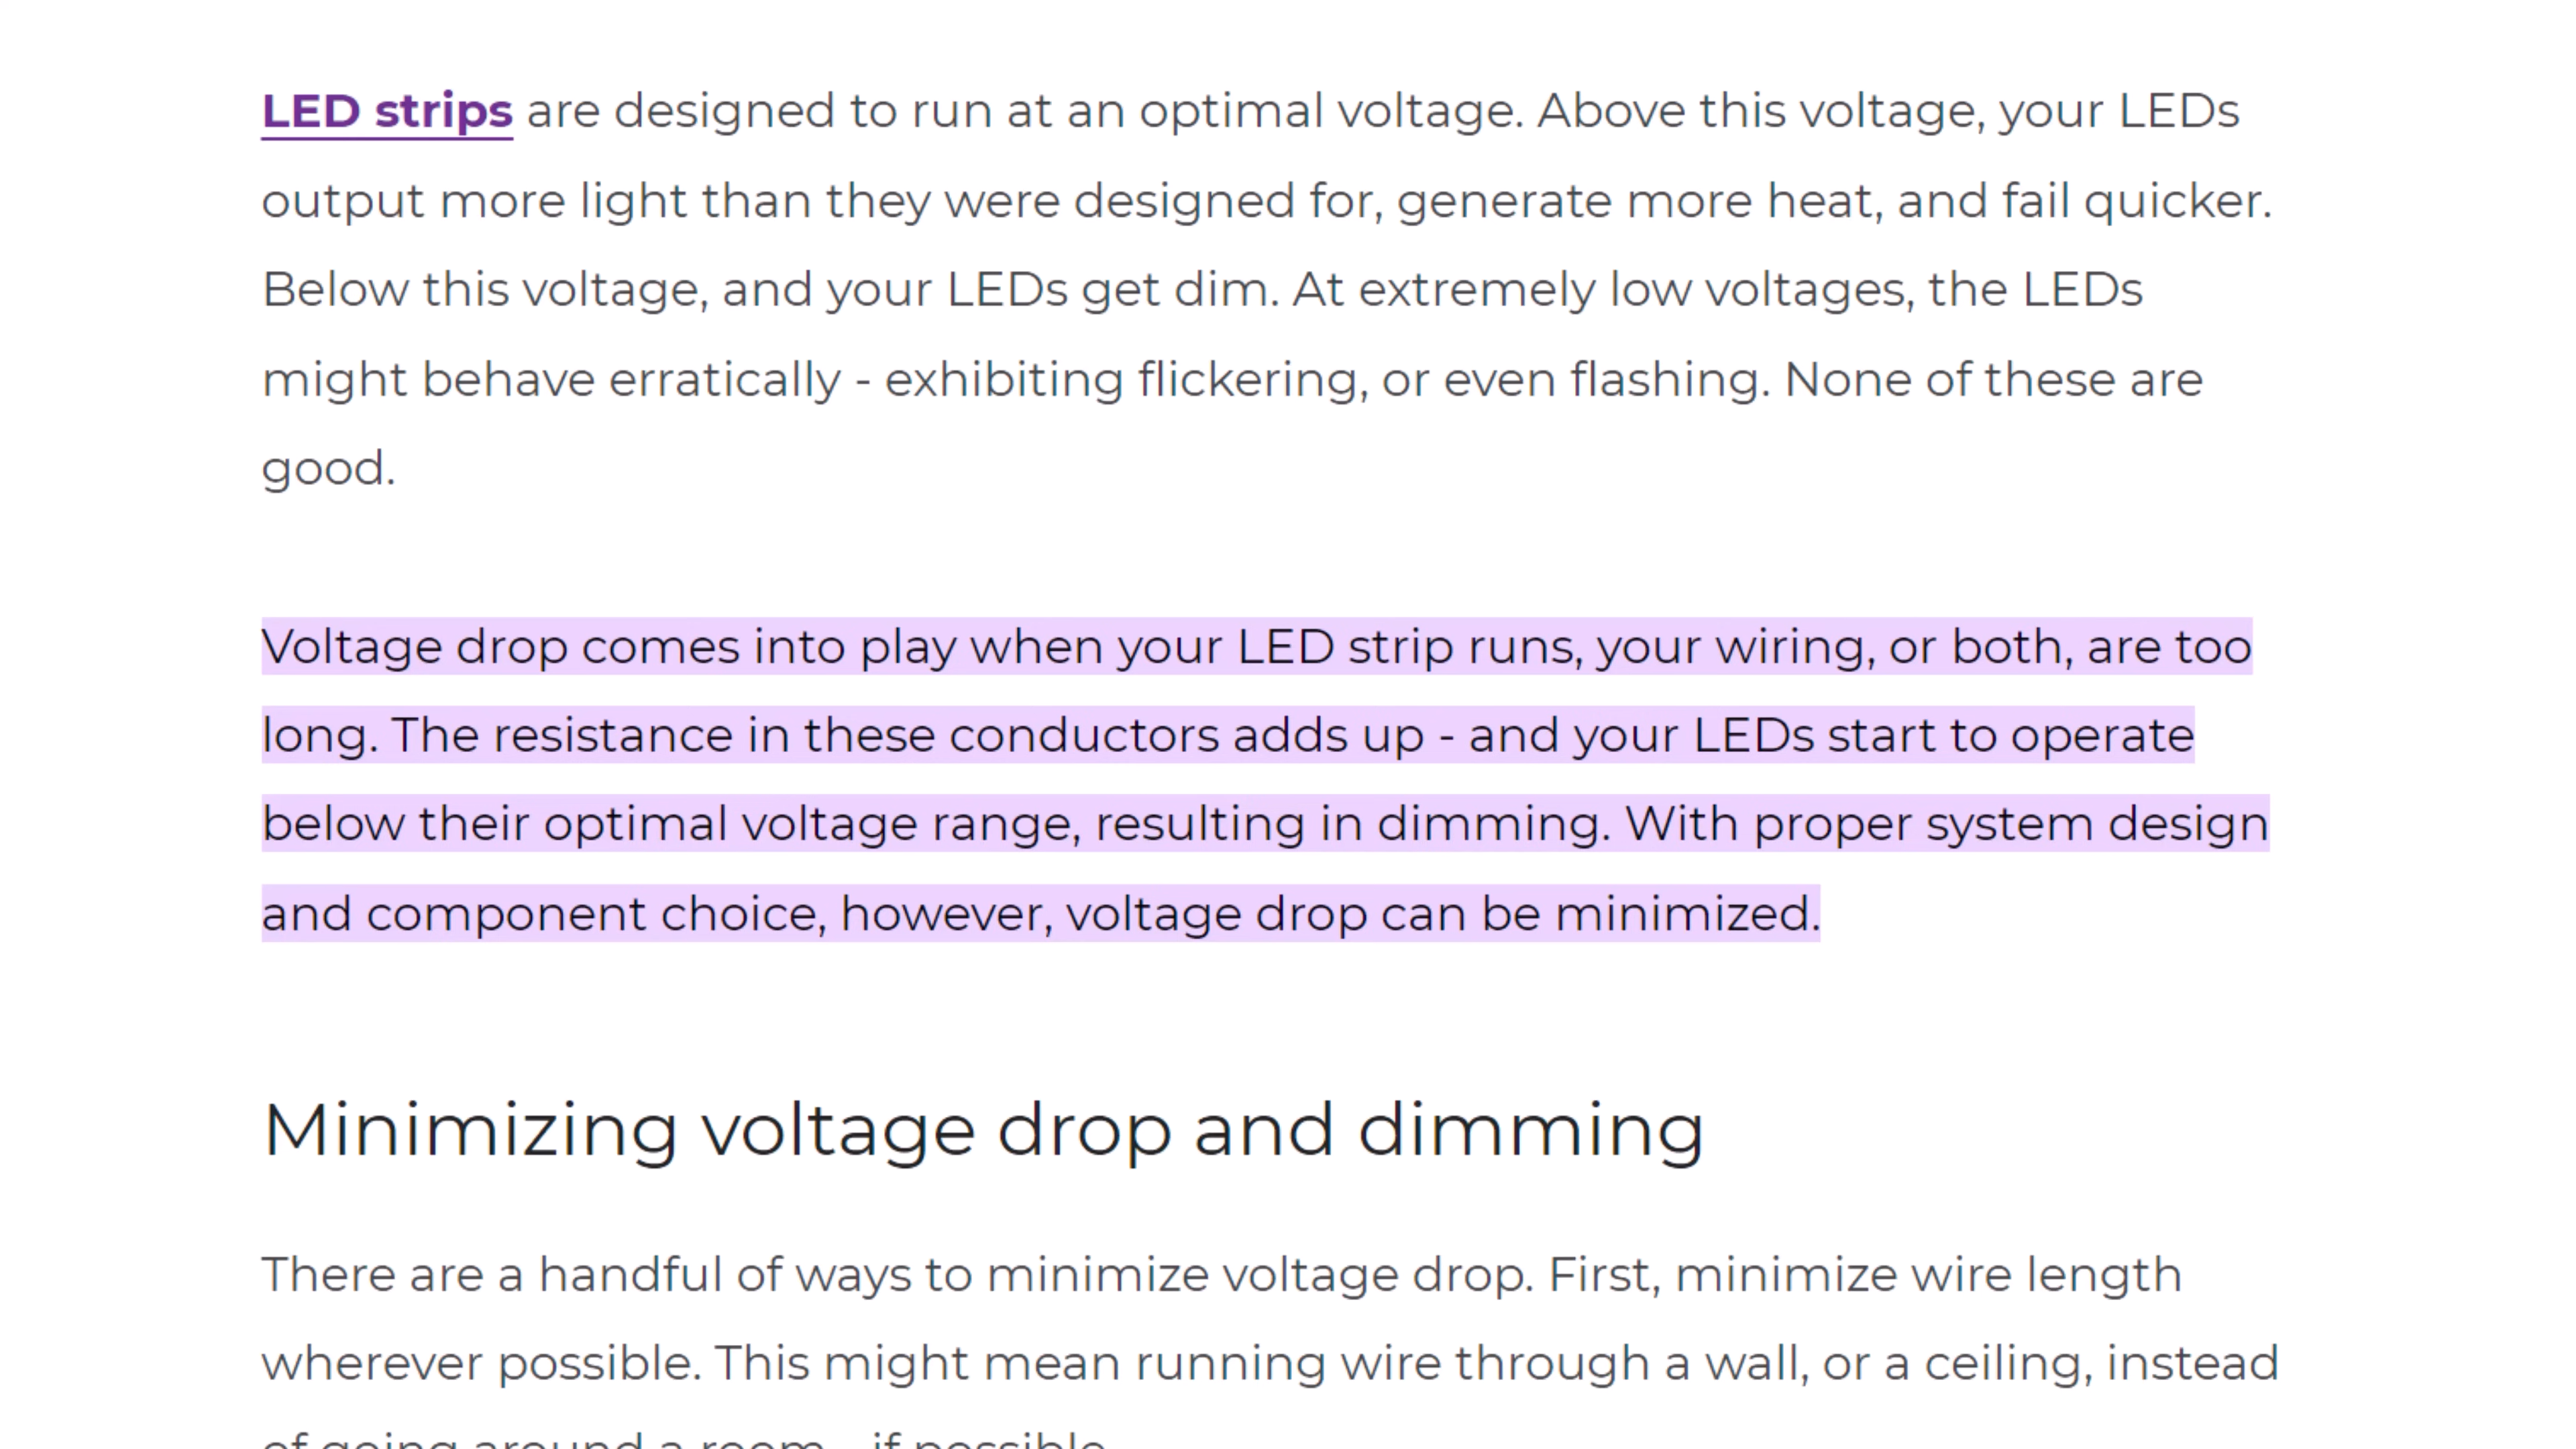 LED strips are designed to run at an optimal voltage. Above this voltage, your LEDs
output more light than they were designed for, generate more heat, and fail quicker.
Below this voltage, and your LEDs get dim. At extremely low voltages, the LEDs
might behave erratically - exhibiting flickering, or even flashing. None of these are
good.
Voltage drop comes into play when your LED strip runs, your wiring, or both, are too
long. The resistance in these conductors adds up - and your LEDs start to operate
below their optimal voltage range, resulting in dimming. With proper system design
and component choice, however, voltage drop can be minimized.
Minimizing voltage drop and dimming
There are a handful of ways to minimize voltage drop. First, minimize wire length
wherever possible. This might mean running wire through a wall, or a ceiling, instead
of going around a room - if possible.